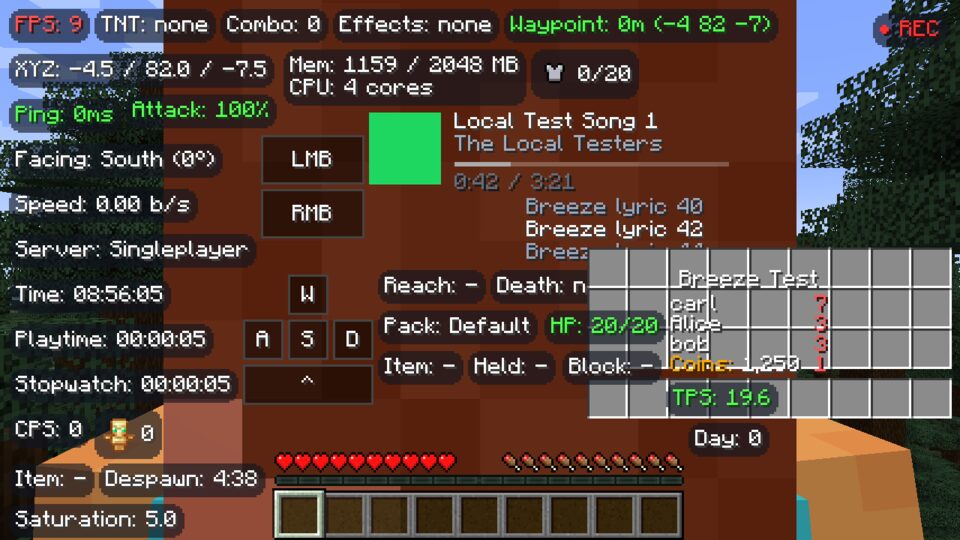 FPS: 9 TNT: none Combo: 0 Effects: none Waypoint: 0m (-4 82 -7) REC
XYZ: -4.5 / 82.0 / -7.5 Mem: 1159 / 2048 MB 0/20
CPU: 4 cores
Ping: 0ms Attack: 100%
Local Test Song 1
The Local Testers
0:42 / 3:21
Breeze lyric 40
Breeze lyric 42
Breeze
Facing: South (0°) LMB
Speed: 0.00 b/s RMB
Server: Singleplayer
Reach: - Death: n
Breeze Test
carl 7
Alice 3
bob 3
Coins: 1,250 1
Time: 08:56:05 W
Pack: Default HP: 20/20
Playtime: 00:00:05 A S D
Item: - Held: - Block: -
Stopwatch: 00:00:05 ^
TPS: 19.6
CPS: 0 0
Day: 0
Item: - Despawn: 4:38
Saturation: 5.0